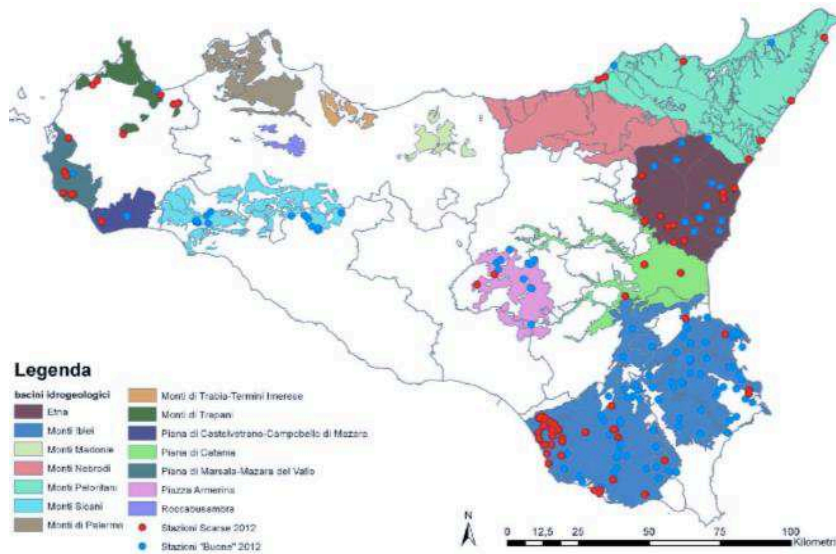 Legenda
bacini idrogeologici
Etna
Monti Iblei
Monti Madonie
Monti Nebrodi
Monti Peloritani
Monti Sicani
Monti di Palermo
Monti di Trabia-Termini Imerese
Monti di Trapani
Piana di Castelvetrano-Campobello di Mazara
Piana di Catania
Piana di Marsala-Mazara del Vallo
Piazza Armerina
Roccabusambra
Stazioni Scarse 2012
Stazioni "Buone" 2012
N
0 12,5 25 50 75 100
Kilometri